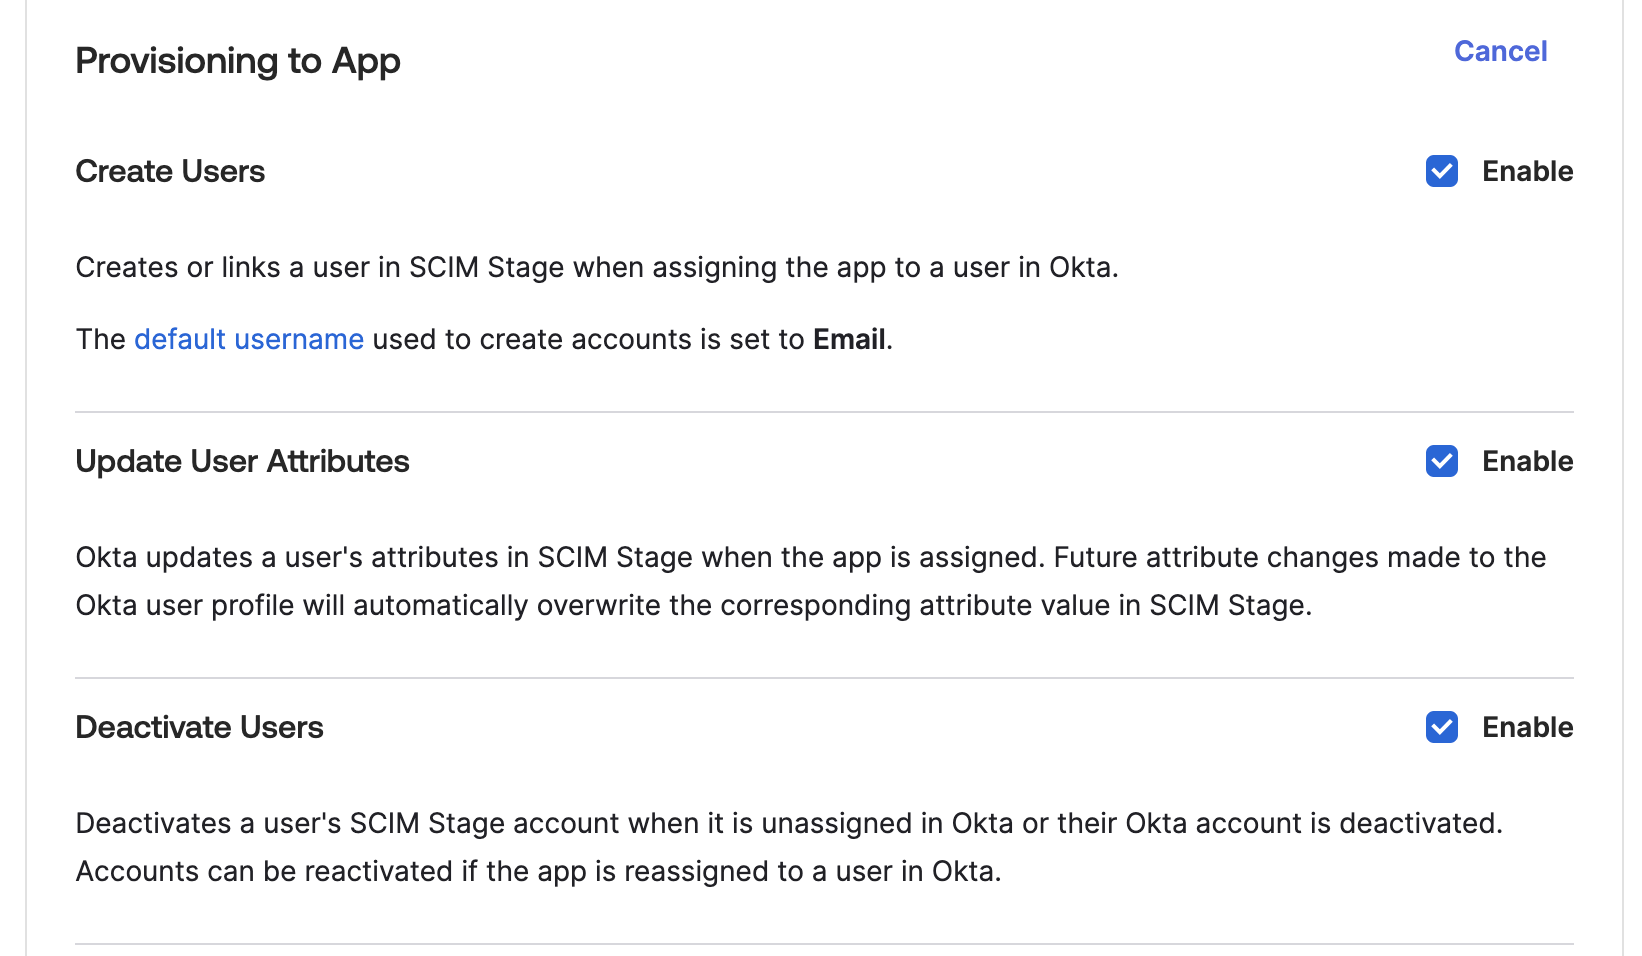 Provisioning to App
Cancel
Create Users
Enable
Creates or links a user in SCIM Stage when assigning the app to a user in Okta.
The default username used to create accounts is set to Email.
Update User Attributes
Enable
Okta updates a user's attributes in SCIM Stage when the app is assigned. Future attribute changes made to the
Okta user profile will automatically overwrite the corresponding attribute value in SCIM Stage.
Deactivate Users
Enable
Deactivates a user's SCIM Stage account when it is unassigned in Okta or their Okta account is deactivated.
Accounts can be reactivated if the app is reassigned to a user in Okta.